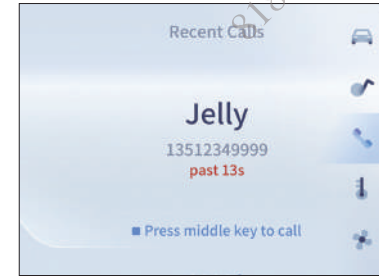 Recent Calls
Jelly
13512349999
past 13s
Press middle key to call